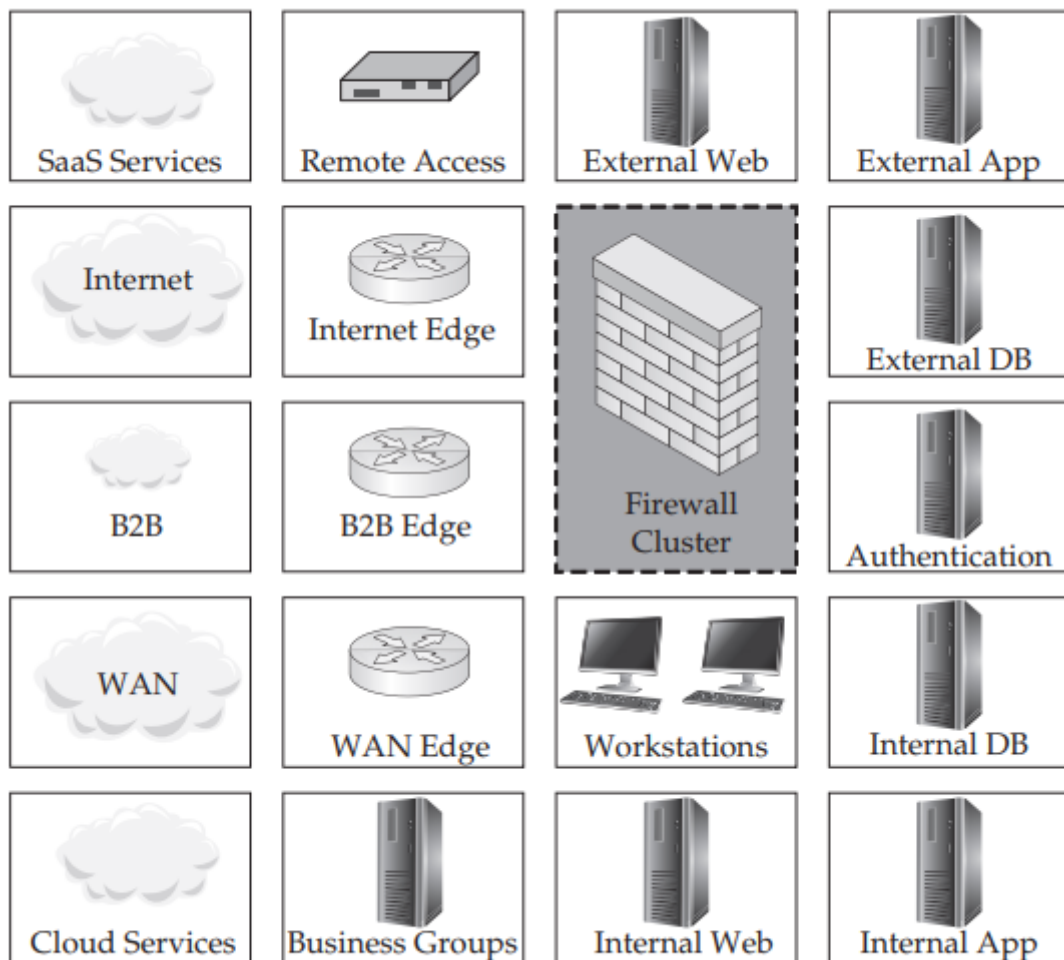 SaaS Services
Remote Access
External Web
External App
Internet
Internet Edge
Firewall
Cluster
External DB
B2B
B2B Edge
Authentication
WAN
WAN Edge
Workstations
Internal DB
Cloud Services
Business Groups
Internal Web
Internal App